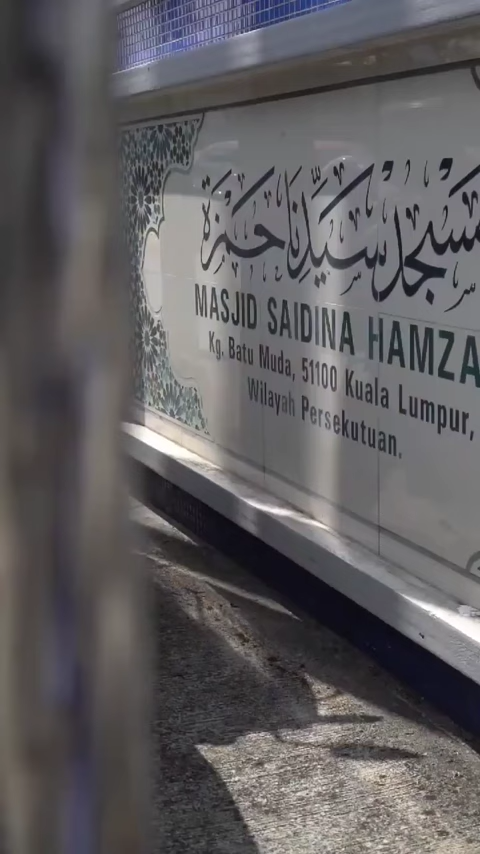 مسجد سيدنا حمزة
MASJID SAIDINA HAMZA
Kg. Batu Muda, 51100 Kuala Lumpur,
Wilayah Persekutuan.